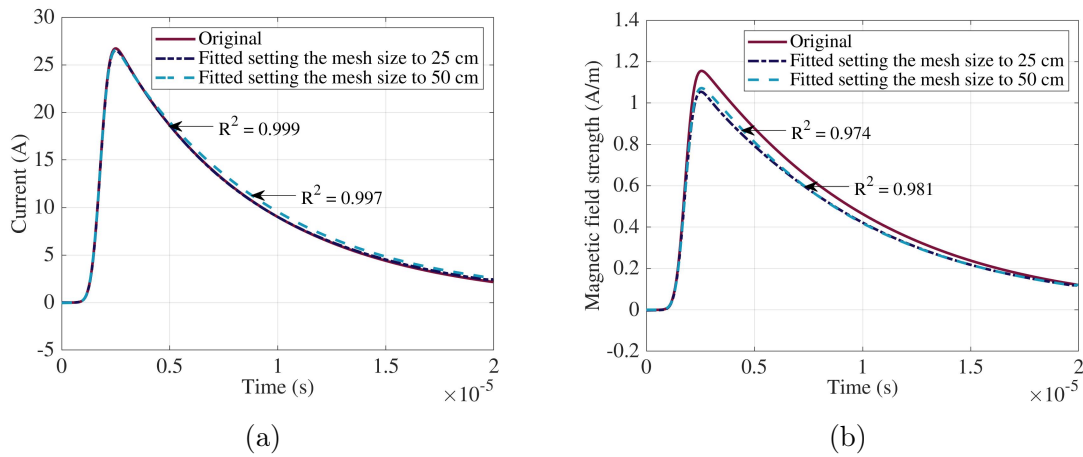 30
25
20
15
10
5
0
-5
Current (A)
Original
Fitted setting the mesh size to 25 cm
Fitted setting the mesh size to 50 cm
R² = 0.999
R² = 0.997
0 0.5 1 1.5 2
Time (s)
×10⁻⁵
(a)
1.4
1.2
1
0.8
0.6
0.4
0.2
0
-0.2
Magnetic field strength (A/m)
Original
Fitted setting the mesh size to 25 cm
Fitted setting the mesh size to 50 cm
R² = 0.974
R² = 0.981
0 0.5 1 1.5 2
Time (s)
×10⁻⁵
(b)